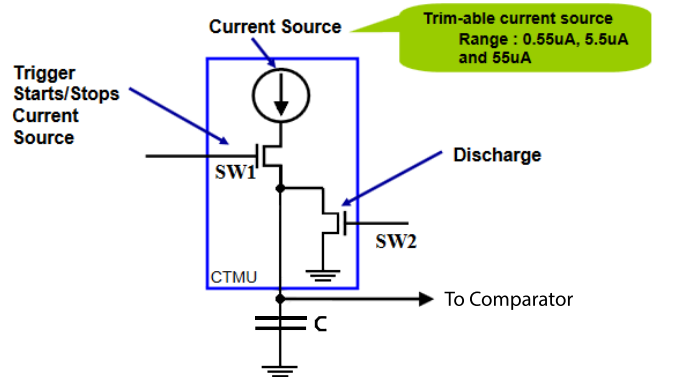 Current Source
Trim-able current source
Range : 0.55uA, 5.5uA
and 55uA
Trigger
Starts/Stops
Current
Source
SW1
Discharge
SW2
CTMU
To Comparator
C